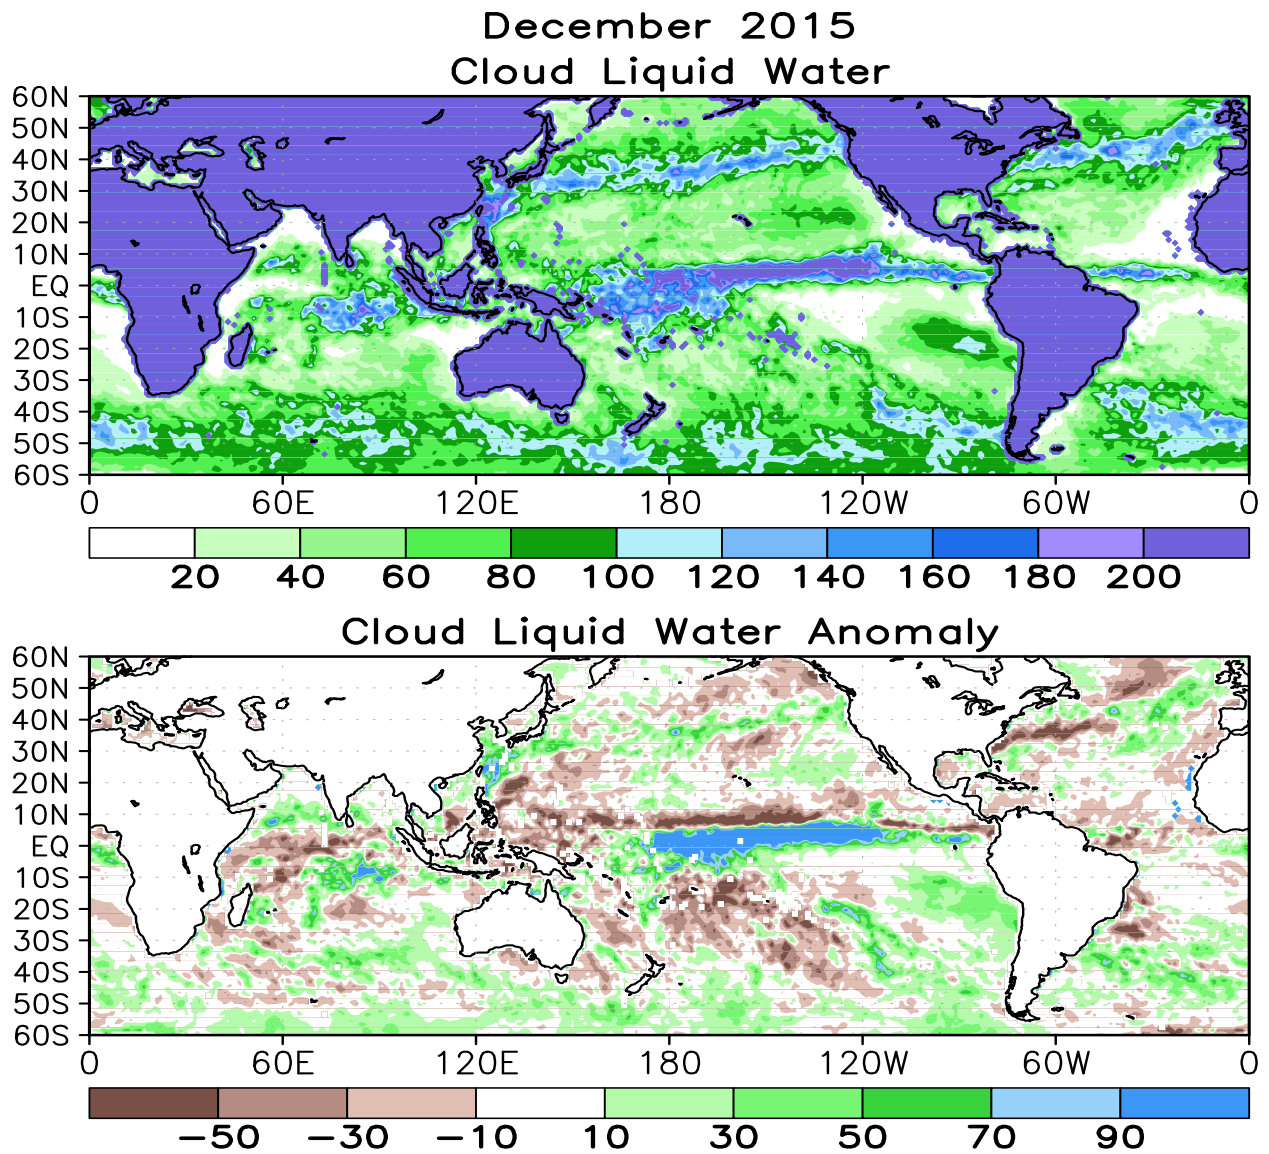 December 2015
Cloud Liquid Water
60N
50N
40N
30N
20N
10N
EQ
10S
20S
30S
40S
50S
60S
0 60E 120E 180 120W 60W 0
20 40 60 80 100 120 140 160 180 200
Cloud Liquid Water Anomaly
60N
50N
40N
30N
20N
10N
EQ
10S
20S
30S
40S
50S
60S
0 60E 120E 180 120W 60W 0
−50 −30 −10 10 30 50 70 90